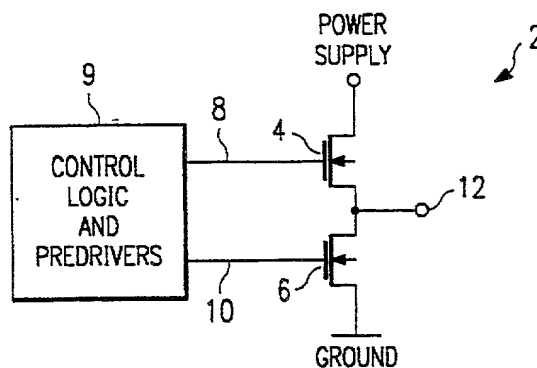 POWER
SUPPLY
2
9
8
4
CONTROL
LOGIC
AND
PREDRIVERS
12
10
6
GROUND